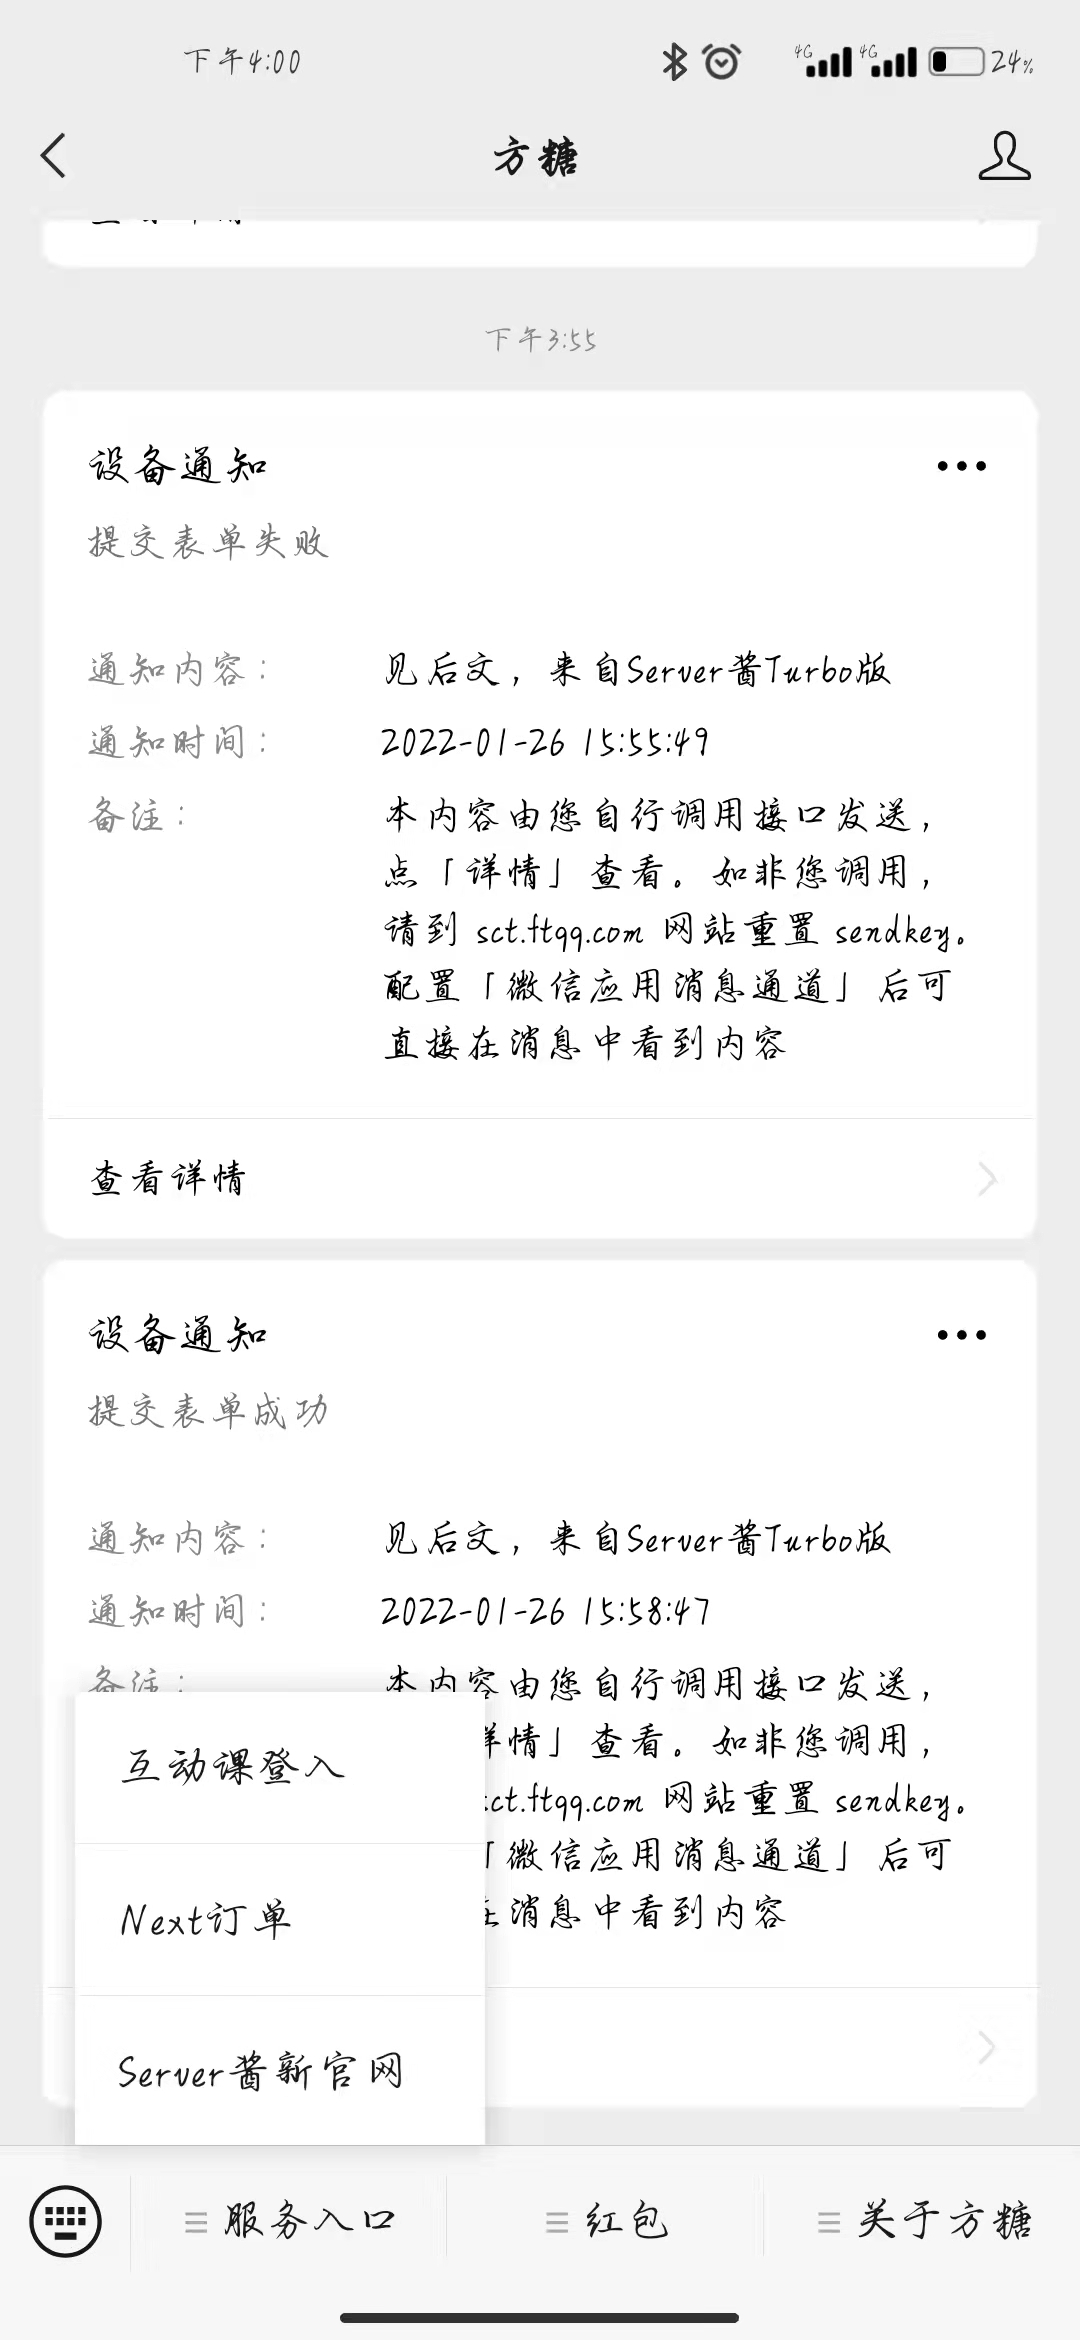 下午4:00
4G 4G 24%
方糖
下午3:55
设备通知
提交表单失败
通知内容： 见后文，来自Server酱Turbo版
通知时间： 2022-01-26 15:55:49
备注： 本内容由您自行调用接口发送，
点「详情」查看。如非您调用，
请到 sct.ftqq.com 网站重置 sendkey。
配置「微信应用消息通道」后可
直接在消息中看到内容
查看详情
设备通知
提交表单成功
通知内容： 见后文，来自Server酱Turbo版
通知时间： 2022-01-26 15:58:47
备注： 本内容由您自行调用接口发送，
详情」查看。如非您调用，
sct.ftqq.com 网站重置 sendkey。
「微信应用消息通道」后可
在消息中看到内容
互动课登入
Next订单
Server酱新官网
服务入口
红包
关于方糖